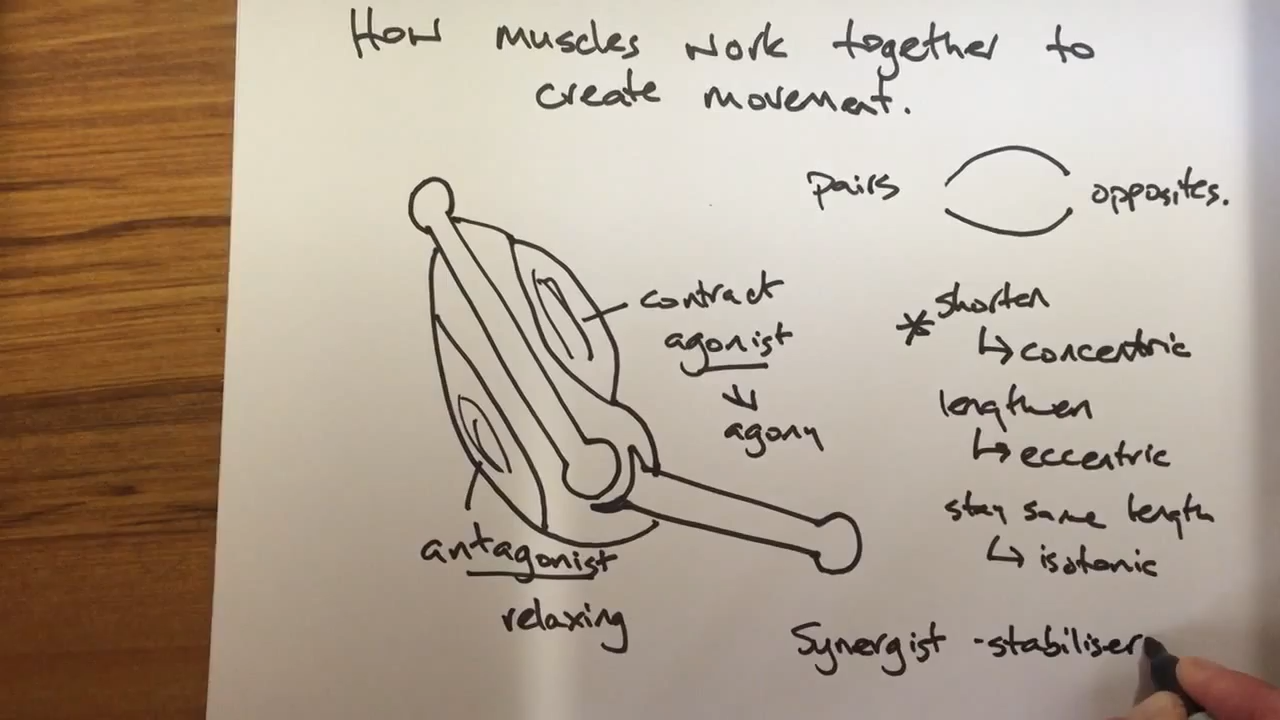 How muscles work together to
create movement.
pairs
opposites.
contract
agonist
agony
antagonist
relaxing
* shorten
↳ concentric
lengthen
↳ eccentric
stay same length
↳ isotonic
Synergist - stabiliser